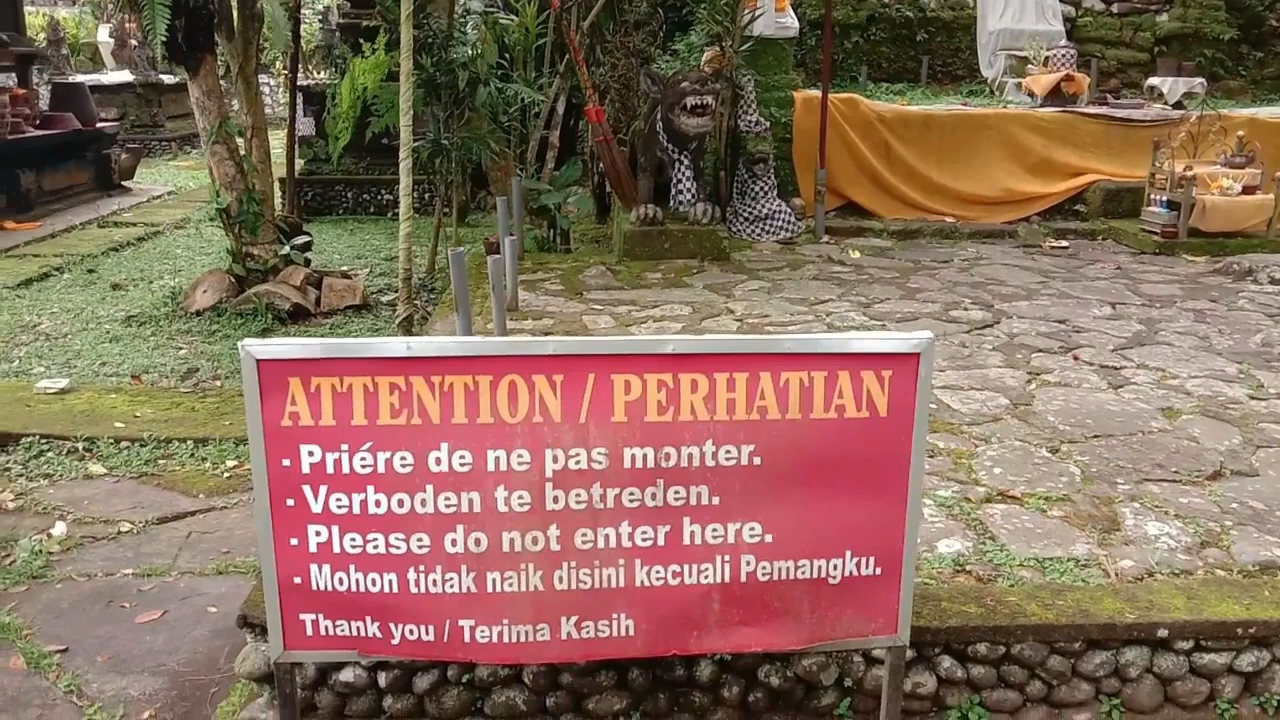 ATTENTION / PERHATIAN
- Priére de ne pas monter.
- Verboden te betreden.
- Please do not enter here.
- Mohon tidak naik disini kecuali Pemangku.
Thank you / Terima Kasih